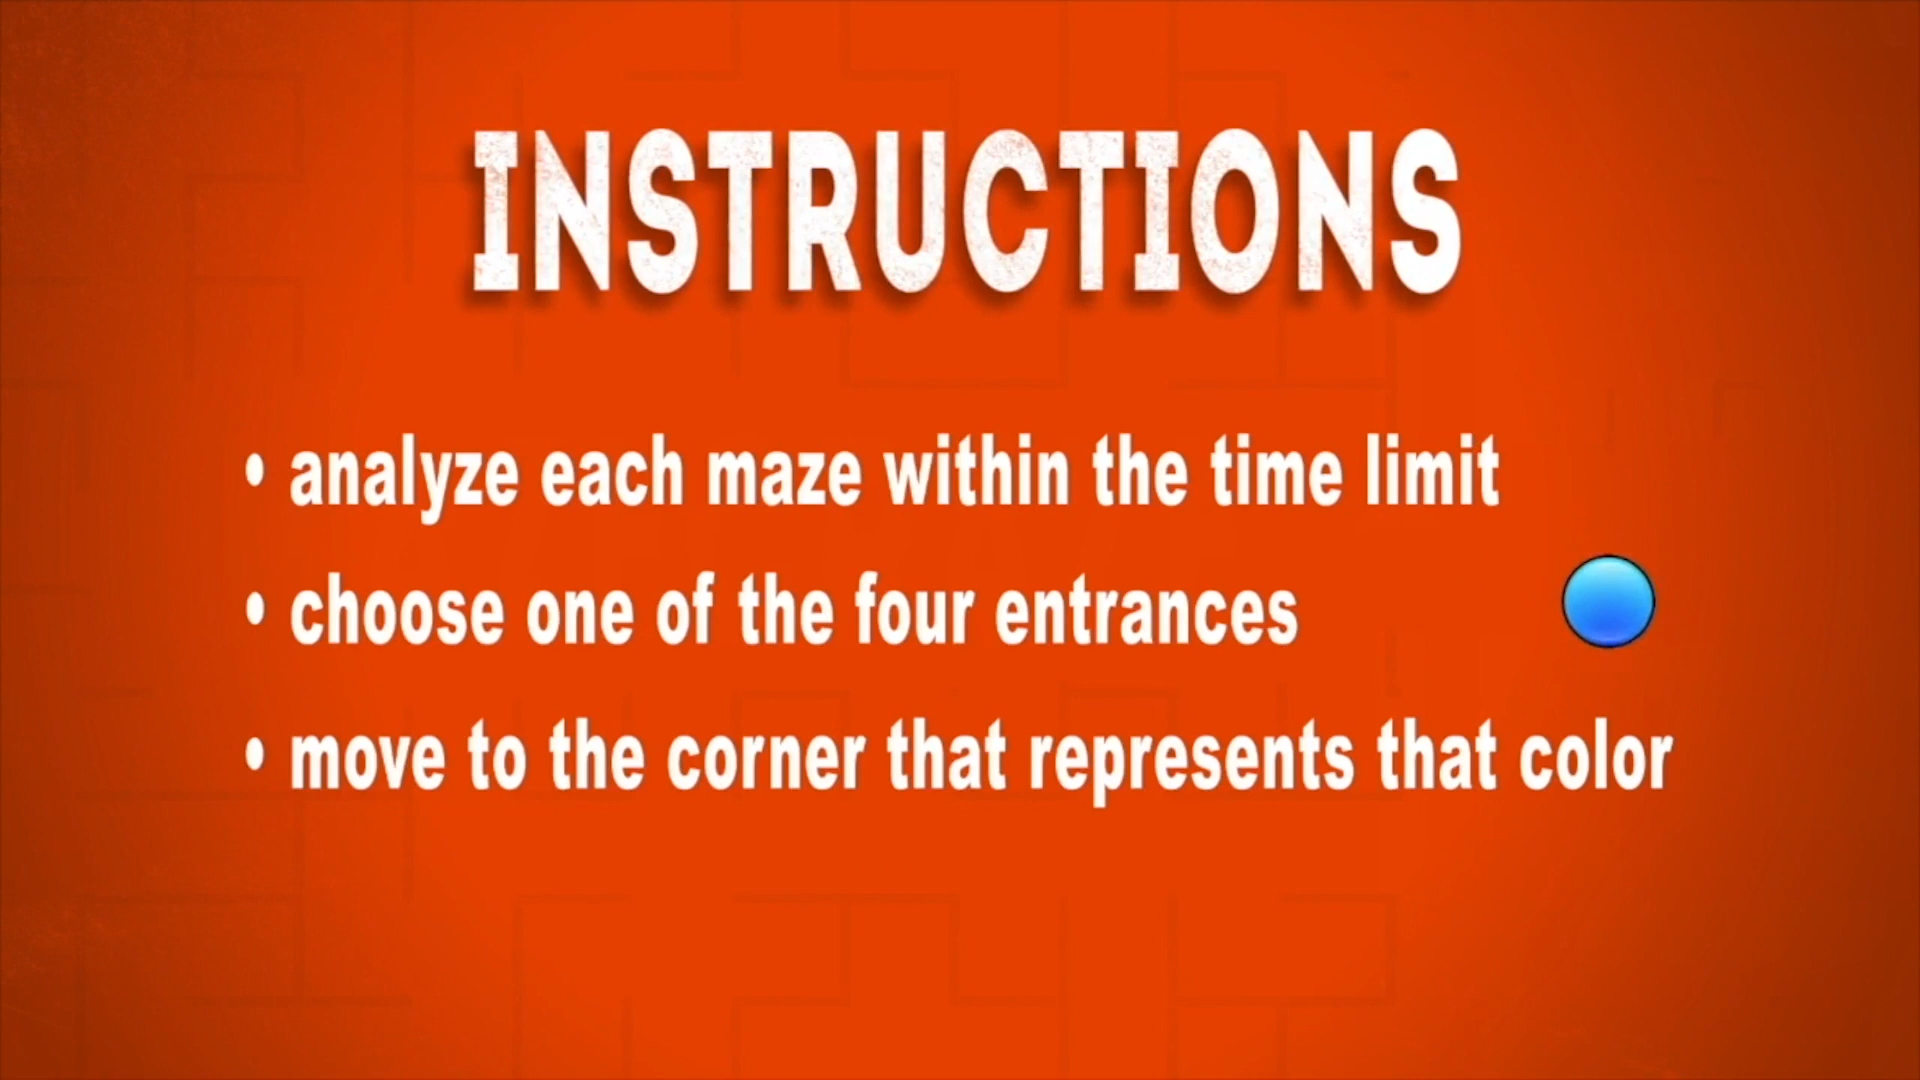 INSTRUCTIONS
• analyze each maze within the time limit
• choose one of the four entrances
• move to the corner that represents that color